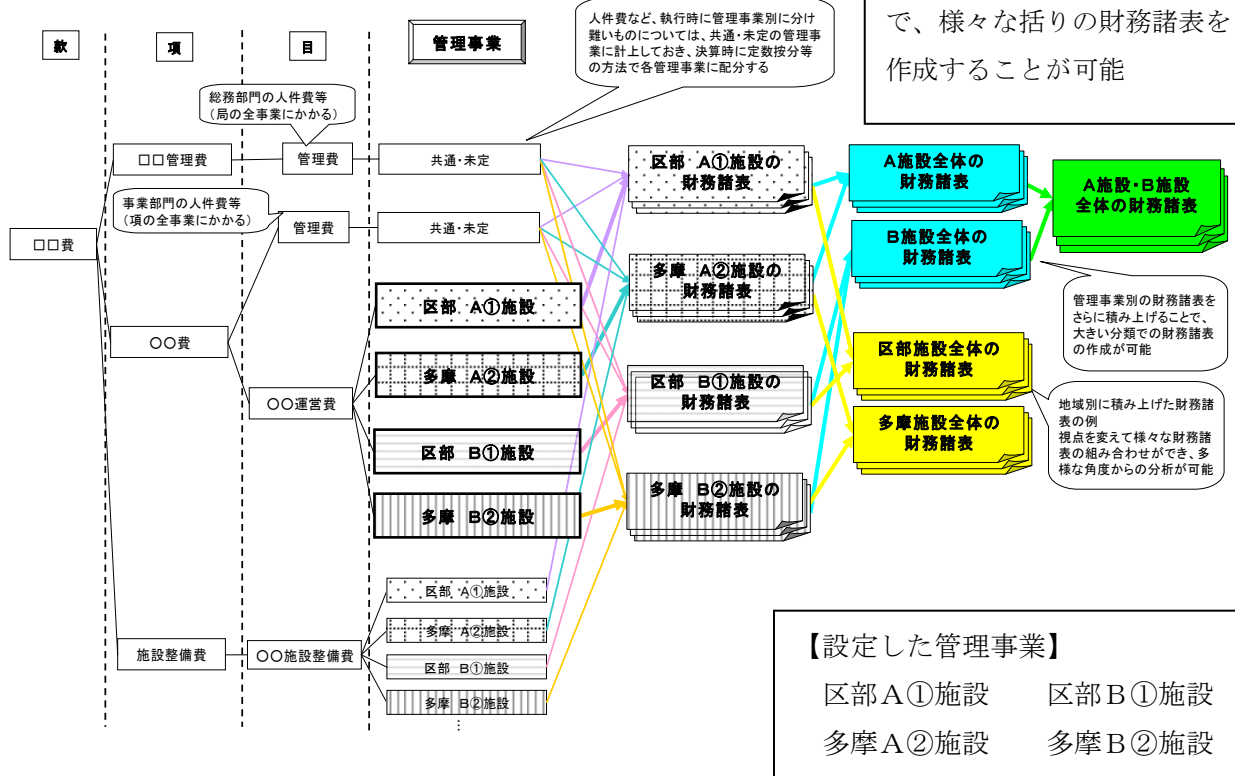 で、様々な括りの財務諸表を
作成することが可能
款
項
目
管理事業
人件費など、執行時に管理事業別に分け
難いものについては、共通・未定の管理事
業に計上しておき、決算時に定数按分等
の方法で各管理事業に配分する
総務部門の人件費等
(局の全事業にかかる)
□□管理費
管理費
共通・未定
事業部門の人件費等
(項の全事業にかかる)
管理費
共通・未定
□□費
○○費
○○運営費
区部 A①施設
多摩 A②施設
区部 B①施設
多摩 B②施設
施設整備費
○○施設整備費
区部 A①施設
多摩 A②施設
区部 B①施設
多摩 B②施設
⋮
区部 A①施設の
財務諸表
多摩 A②施設の
財務諸表
区部 B①施設の
財務諸表
多摩 B②施設の
財務諸表
A施設全体の
財務諸表
B施設全体の
財務諸表
区部施設全体の
財務諸表
多摩施設全体の
財務諸表
A施設・B施設
全体の財務諸表
管理事業別の財務諸表を
さらに積み上げることで、
大きい分類での財務諸表
の作成が可能
地域別に積み上げた財務諸
表の例
視点を変えて様々な財務諸
表の組み合わせができ、多
様な角度からの分析が可能
【設定した管理事業】
区部A①施設 区部B①施設
多摩A②施設 多摩B②施設